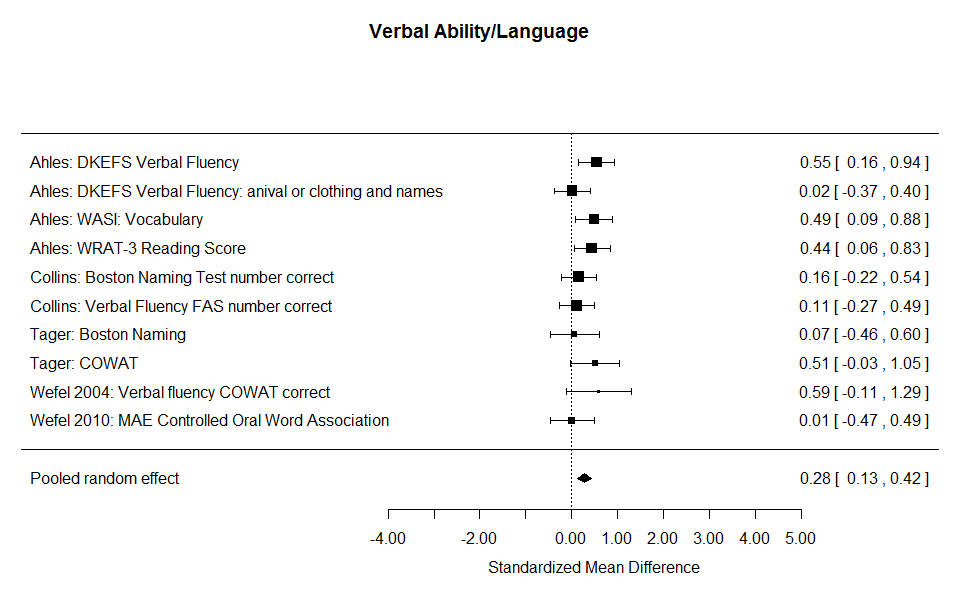 Verbal Ability/Language
Ahles: DKEFS Verbal Fluency 0.55 [ 0.16 , 0.94 ]
Ahles: DKEFS Verbal Fluency: anival or clothing and names 0.02 [ -0.37 , 0.40 ]
Ahles: WASI: Vocabulary 0.49 [ 0.09 , 0.88 ]
Ahles: WRAT-3 Reading Score 0.44 [ 0.06 , 0.83 ]
Collins: Boston Naming Test number correct 0.16 [ -0.22 , 0.54 ]
Collins: Verbal Fluency FAS number correct 0.11 [ -0.27 , 0.49 ]
Tager: Boston Naming 0.07 [ -0.46 , 0.60 ]
Tager: COWAT 0.51 [ -0.03 , 1.05 ]
Wefel 2004: Verbal fluency COWAT correct 0.59 [ -0.11 , 1.29 ]
Wefel 2010: MAE Controlled Oral Word Association 0.01 [ -0.47 , 0.49 ]
Pooled random effect 0.28 [ 0.13 , 0.42 ]
-4.00 -2.00 0.00 1.00 2.00 3.00 4.00 5.00
Standardized Mean Difference